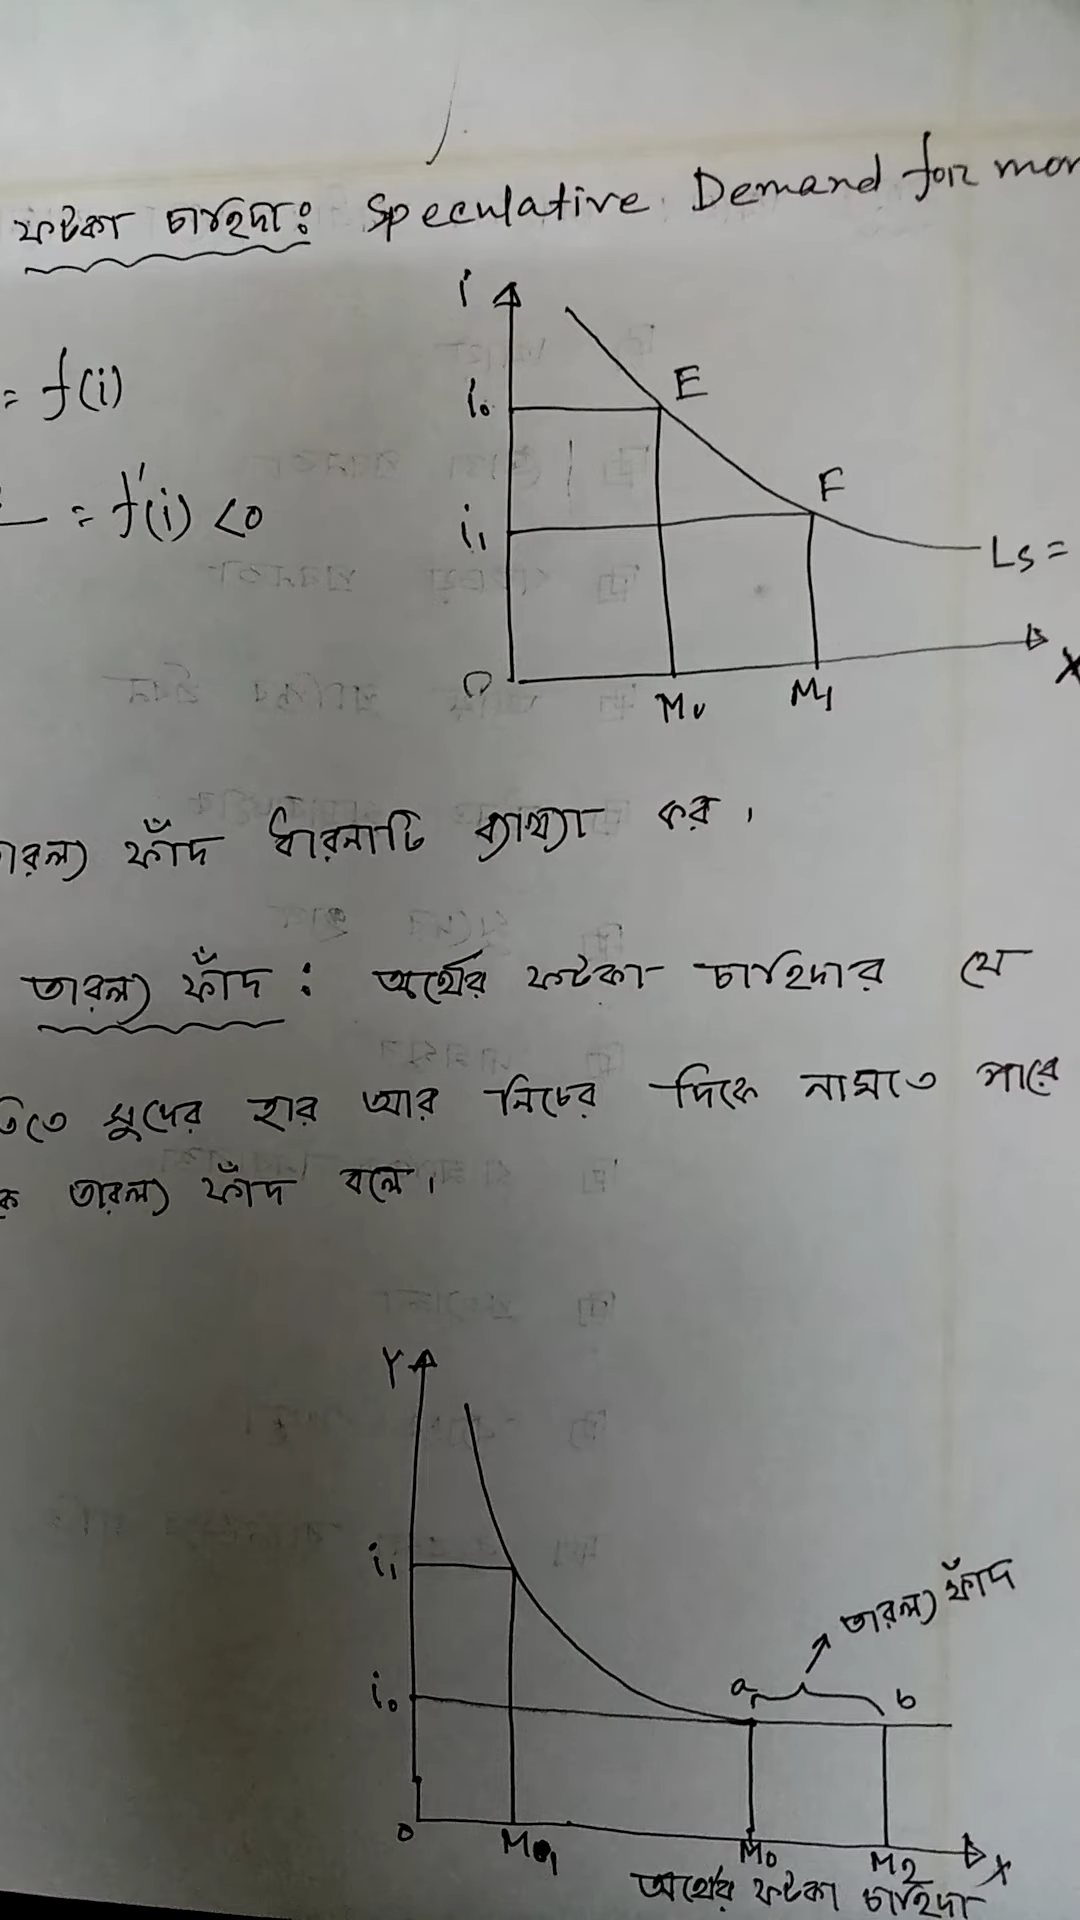 ফটকা চাহিদা: Speculative Demand for
i
= f(i)
i₀
E
= f'(i) <0
F
i₁
Ls =
O
X
M₀
M₁
তারল্য ফাঁদ ধারনাটি ব্যাখ্যা কর।
তারল্য ফাঁদ: অর্থের ফটকা চাহিদার যে
সুদের হার আর নিচের দিকে নামতে পারে
তারল্য ফাঁদ বলে।
Y
i₁
তারল্য ফাঁদ
i₀
a
b
O
M₁
M₀
M₂
X
অর্থের ফটকা চাহিদা